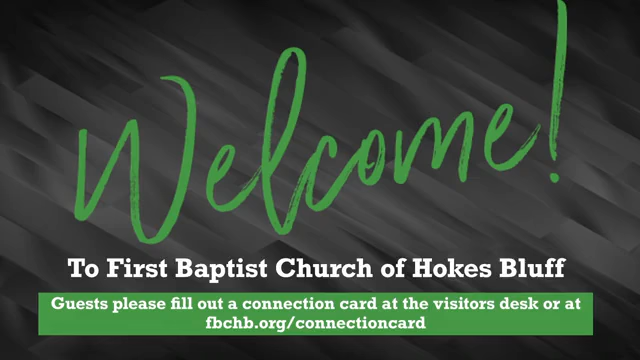 Welcome!
To First Baptist Church of Hokes Bluff
Guests please fill out a connection card at the visitors desk or at
fbchb.org/connectioncard